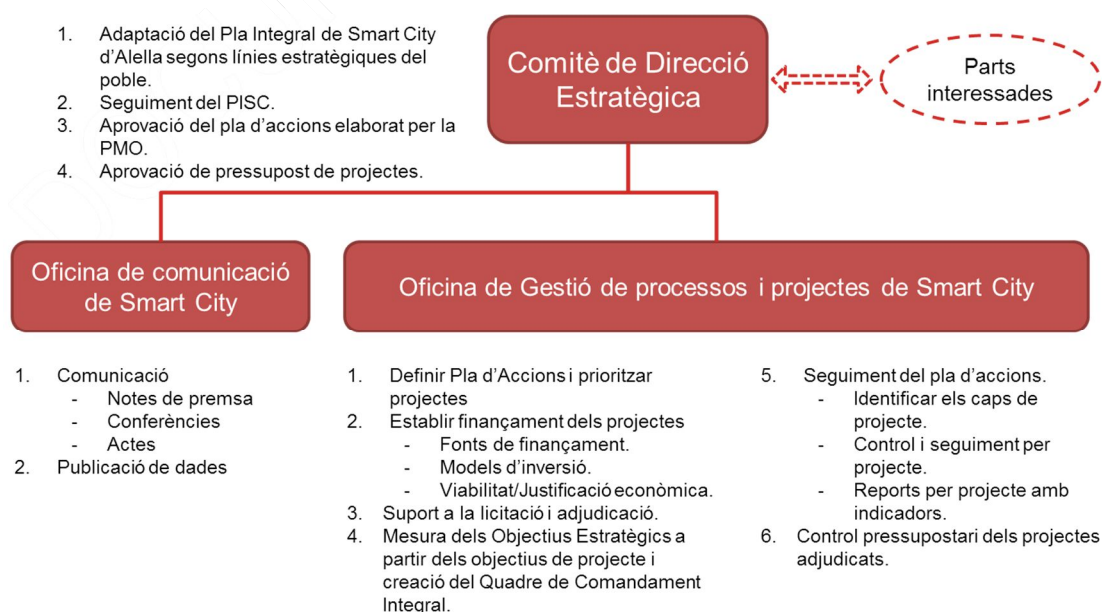 1. Adaptació del Pla Integral de Smart City
d'Alella segons línies estratègiques del
poble.
2. Seguiment del PISC.
3. Aprovació del pla d'accions elaborat per la
PMO.
4. Aprovació de pressupost de projectes.
Comitè de Direcció
Estratègica
Parts
interessades
Oficina de comunicació
de Smart City
Oficina de Gestió de processos i projectes de Smart City
1. Comunicació
- Notes de premsa
- Conferències
- Actes
2. Publicació de dades
1. Definir Pla d'Accions i prioritzar
projectes
2. Establir finançament dels projectes
- Fonts de finançament.
- Models d'inversió.
- Viabilitat/Justificació econòmica.
3. Suport a la licitació i adjudicació.
4. Mesura dels Objectius Estratègics a
partir dels objectius de projecte i
creació del Quadre de Comandament
Integral.
5. Seguiment del pla d'accions.
- Identificar els caps de
projecte.
- Control i seguiment per
projecte.
- Reports per projecte amb
indicadors.
6. Control pressupostari dels projectes
adjudicats.